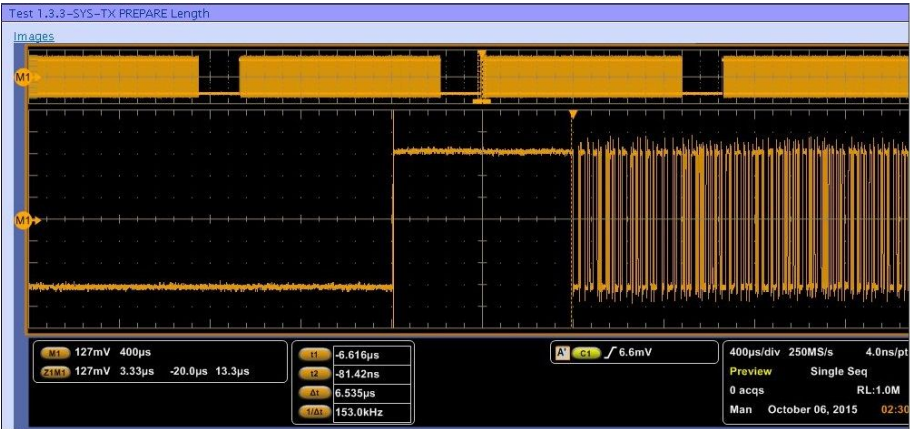 Test 1.3.3-SYS-TX PREPARE Length
Images
M1
M1
M1 127mV 400µs
Z1M1 127mV 3.33µs -20.0µs 13.3µs
t1 -6.616µs
t2 -81.42ns
Δt 6.535µs
1/Δt 153.0kHz
A' C1 6.6mV
400µs/div 250MS/s 4.0ns/pt
Preview Single Seq
0 acqs RL:1.0M
Man October 06, 2015 02:30